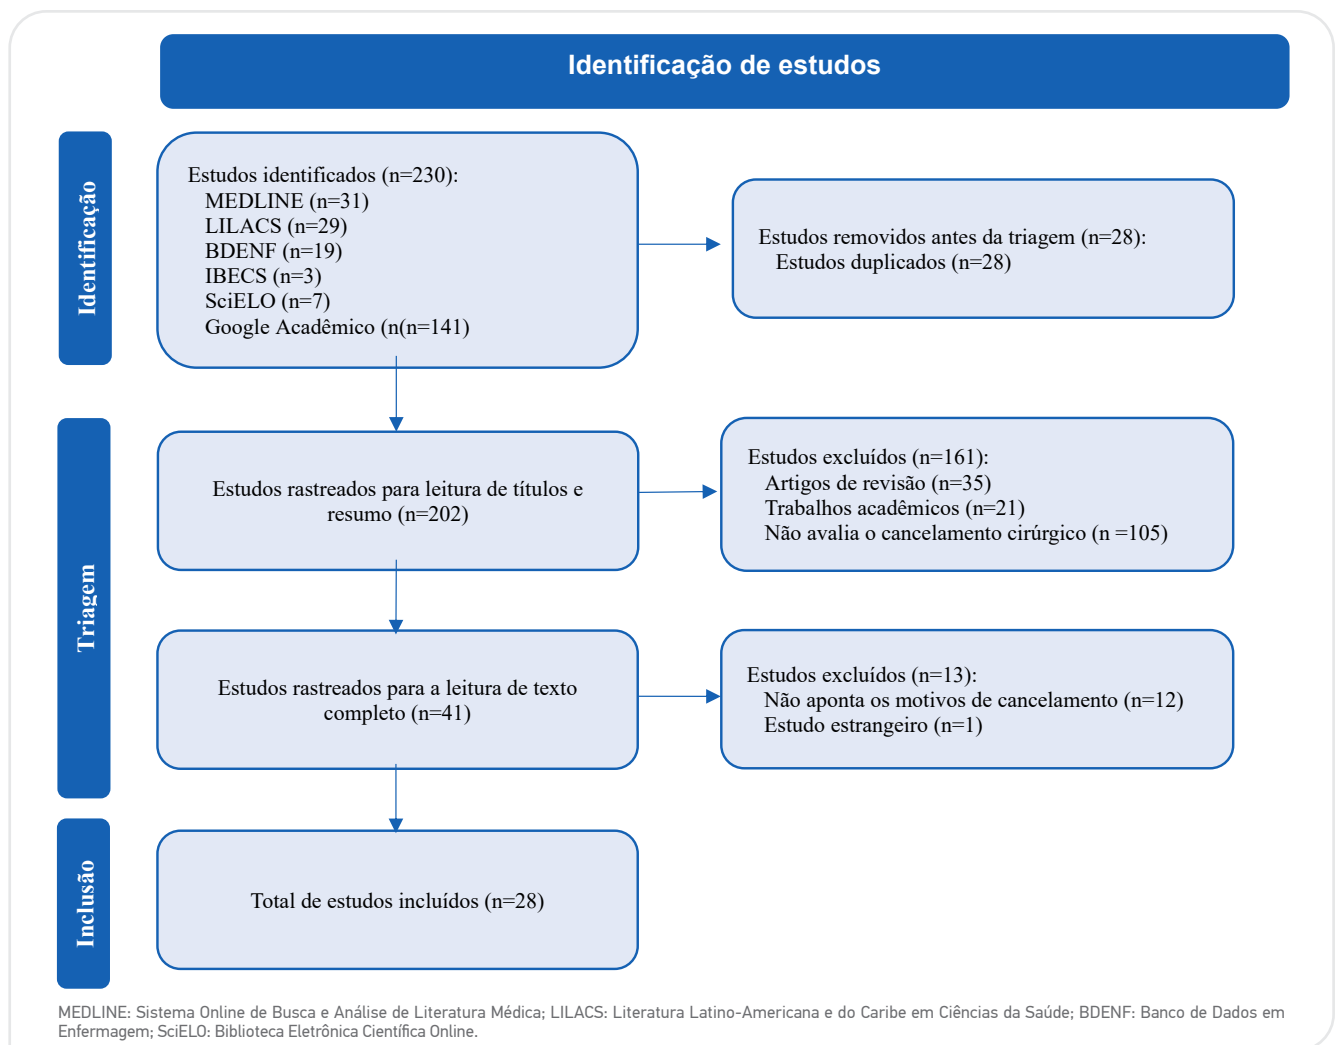 Identificação de estudos
Identificação
Estudos identificados (n=230):
MEDLINE (n=31)
LILACS (n=29)
BDENF (n=19)
IBECS (n=3)
SciELO (n=7)
Google Acadêmico (n(n=141)
Estudos removidos antes da triagem (n=28):
Estudos duplicados (n=28)
Triagem
Estudos rastreados para leitura de títulos e
resumo (n=202)
Estudos excluídos (n=161):
Artigos de revisão (n=35)
Trabalhos acadêmicos (n=21)
Não avalia o cancelamento cirúrgico (n =105)
Estudos rastreados para a leitura de texto
completo (n=41)
Estudos excluídos (n=13):
Não aponta os motivos de cancelamento (n=12)
Estudo estrangeiro (n=1)
Inclusão
Total de estudos incluídos (n=28)
MEDLINE: Sistema Online de Busca e Análise de Literatura Médica; LILACS: Literatura Latino-Americana e do Caribe em Ciências da Saúde; BDENF: Banco de Dados em
Enfermagem; SciELO: Biblioteca Eletrônica Científica Online.